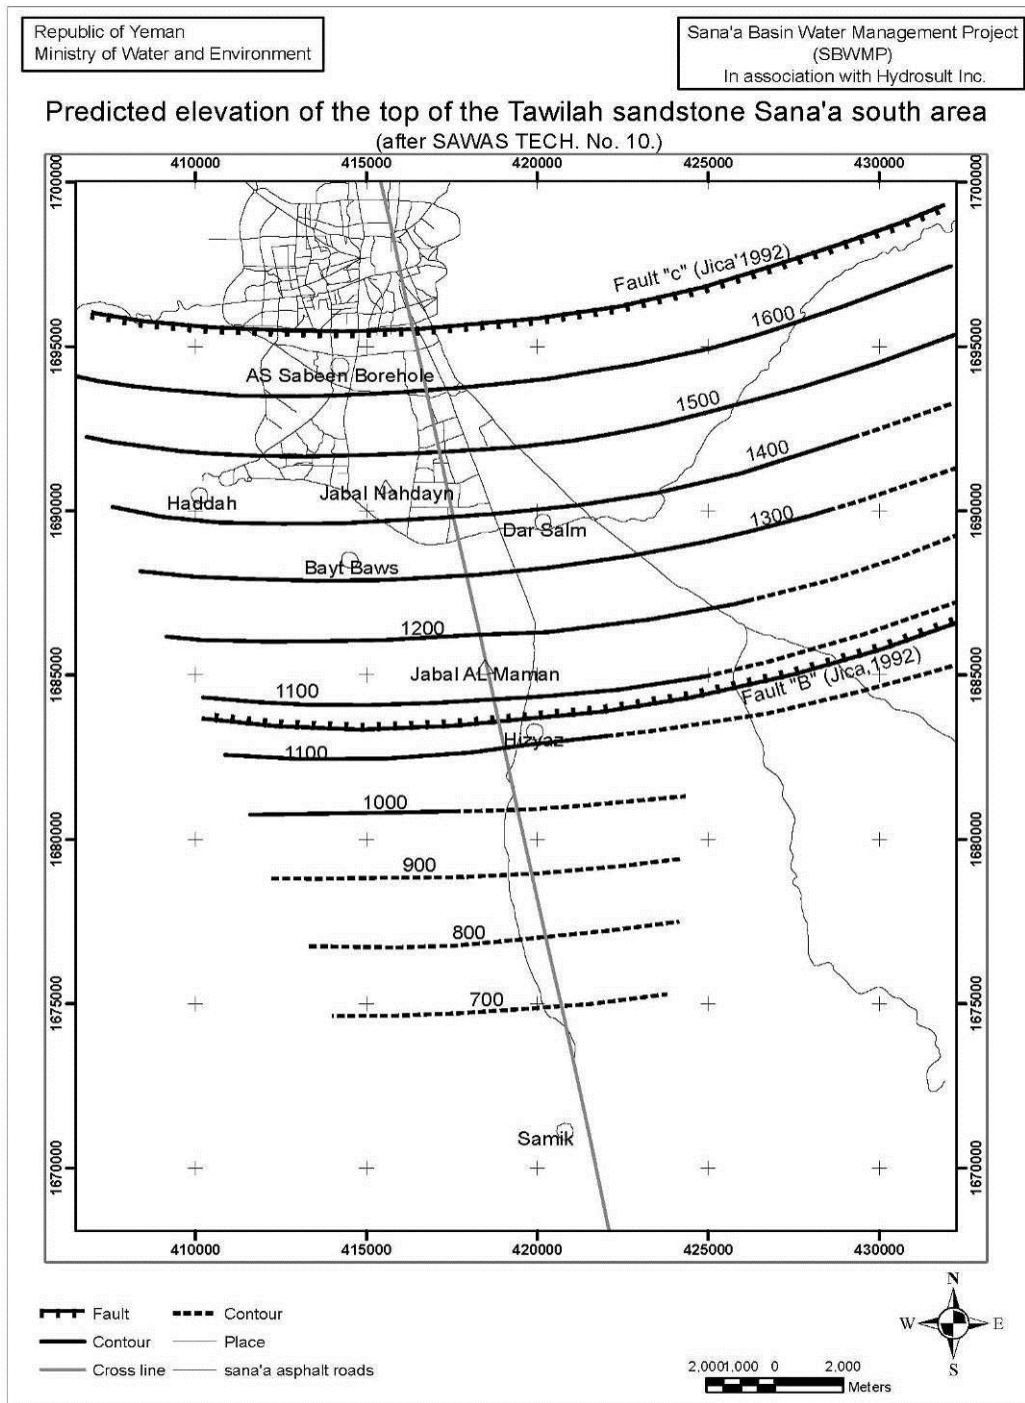 Republic of Yeman
Ministry of Water and Environment
Sana'a Basin Water Management Project
(SBWMP)
In association with Hydrosult Inc.
Predicted elevation of the top of the Tawilah sandstone Sana'a south area
(after SAWAS TECH. No. 10.)
410000 415000 420000 425000 430000
1700000 1700000
Fault "c" (Jica'1992)
1600
1695000 1695000
AS Sabeen Borehole
1500
1400
Haddah
Jabal Nahdayn
1690000 1690000
1300
Dar Salm
Bayt Baws
1200
Jabal AL-Maman
1685000 1685000
1100
Fault "B" (Jica,1992)
Hizyaz
1100
1000
1680000 1680000
900
800
700
1675000 1675000
Samik
1670000 1670000
410000 415000 420000 425000 430000
Fault
Contour
Contour
Place
Cross line
sana'a asphalt roads
N
W E
S
2,0001,000 0 2,000
Meters